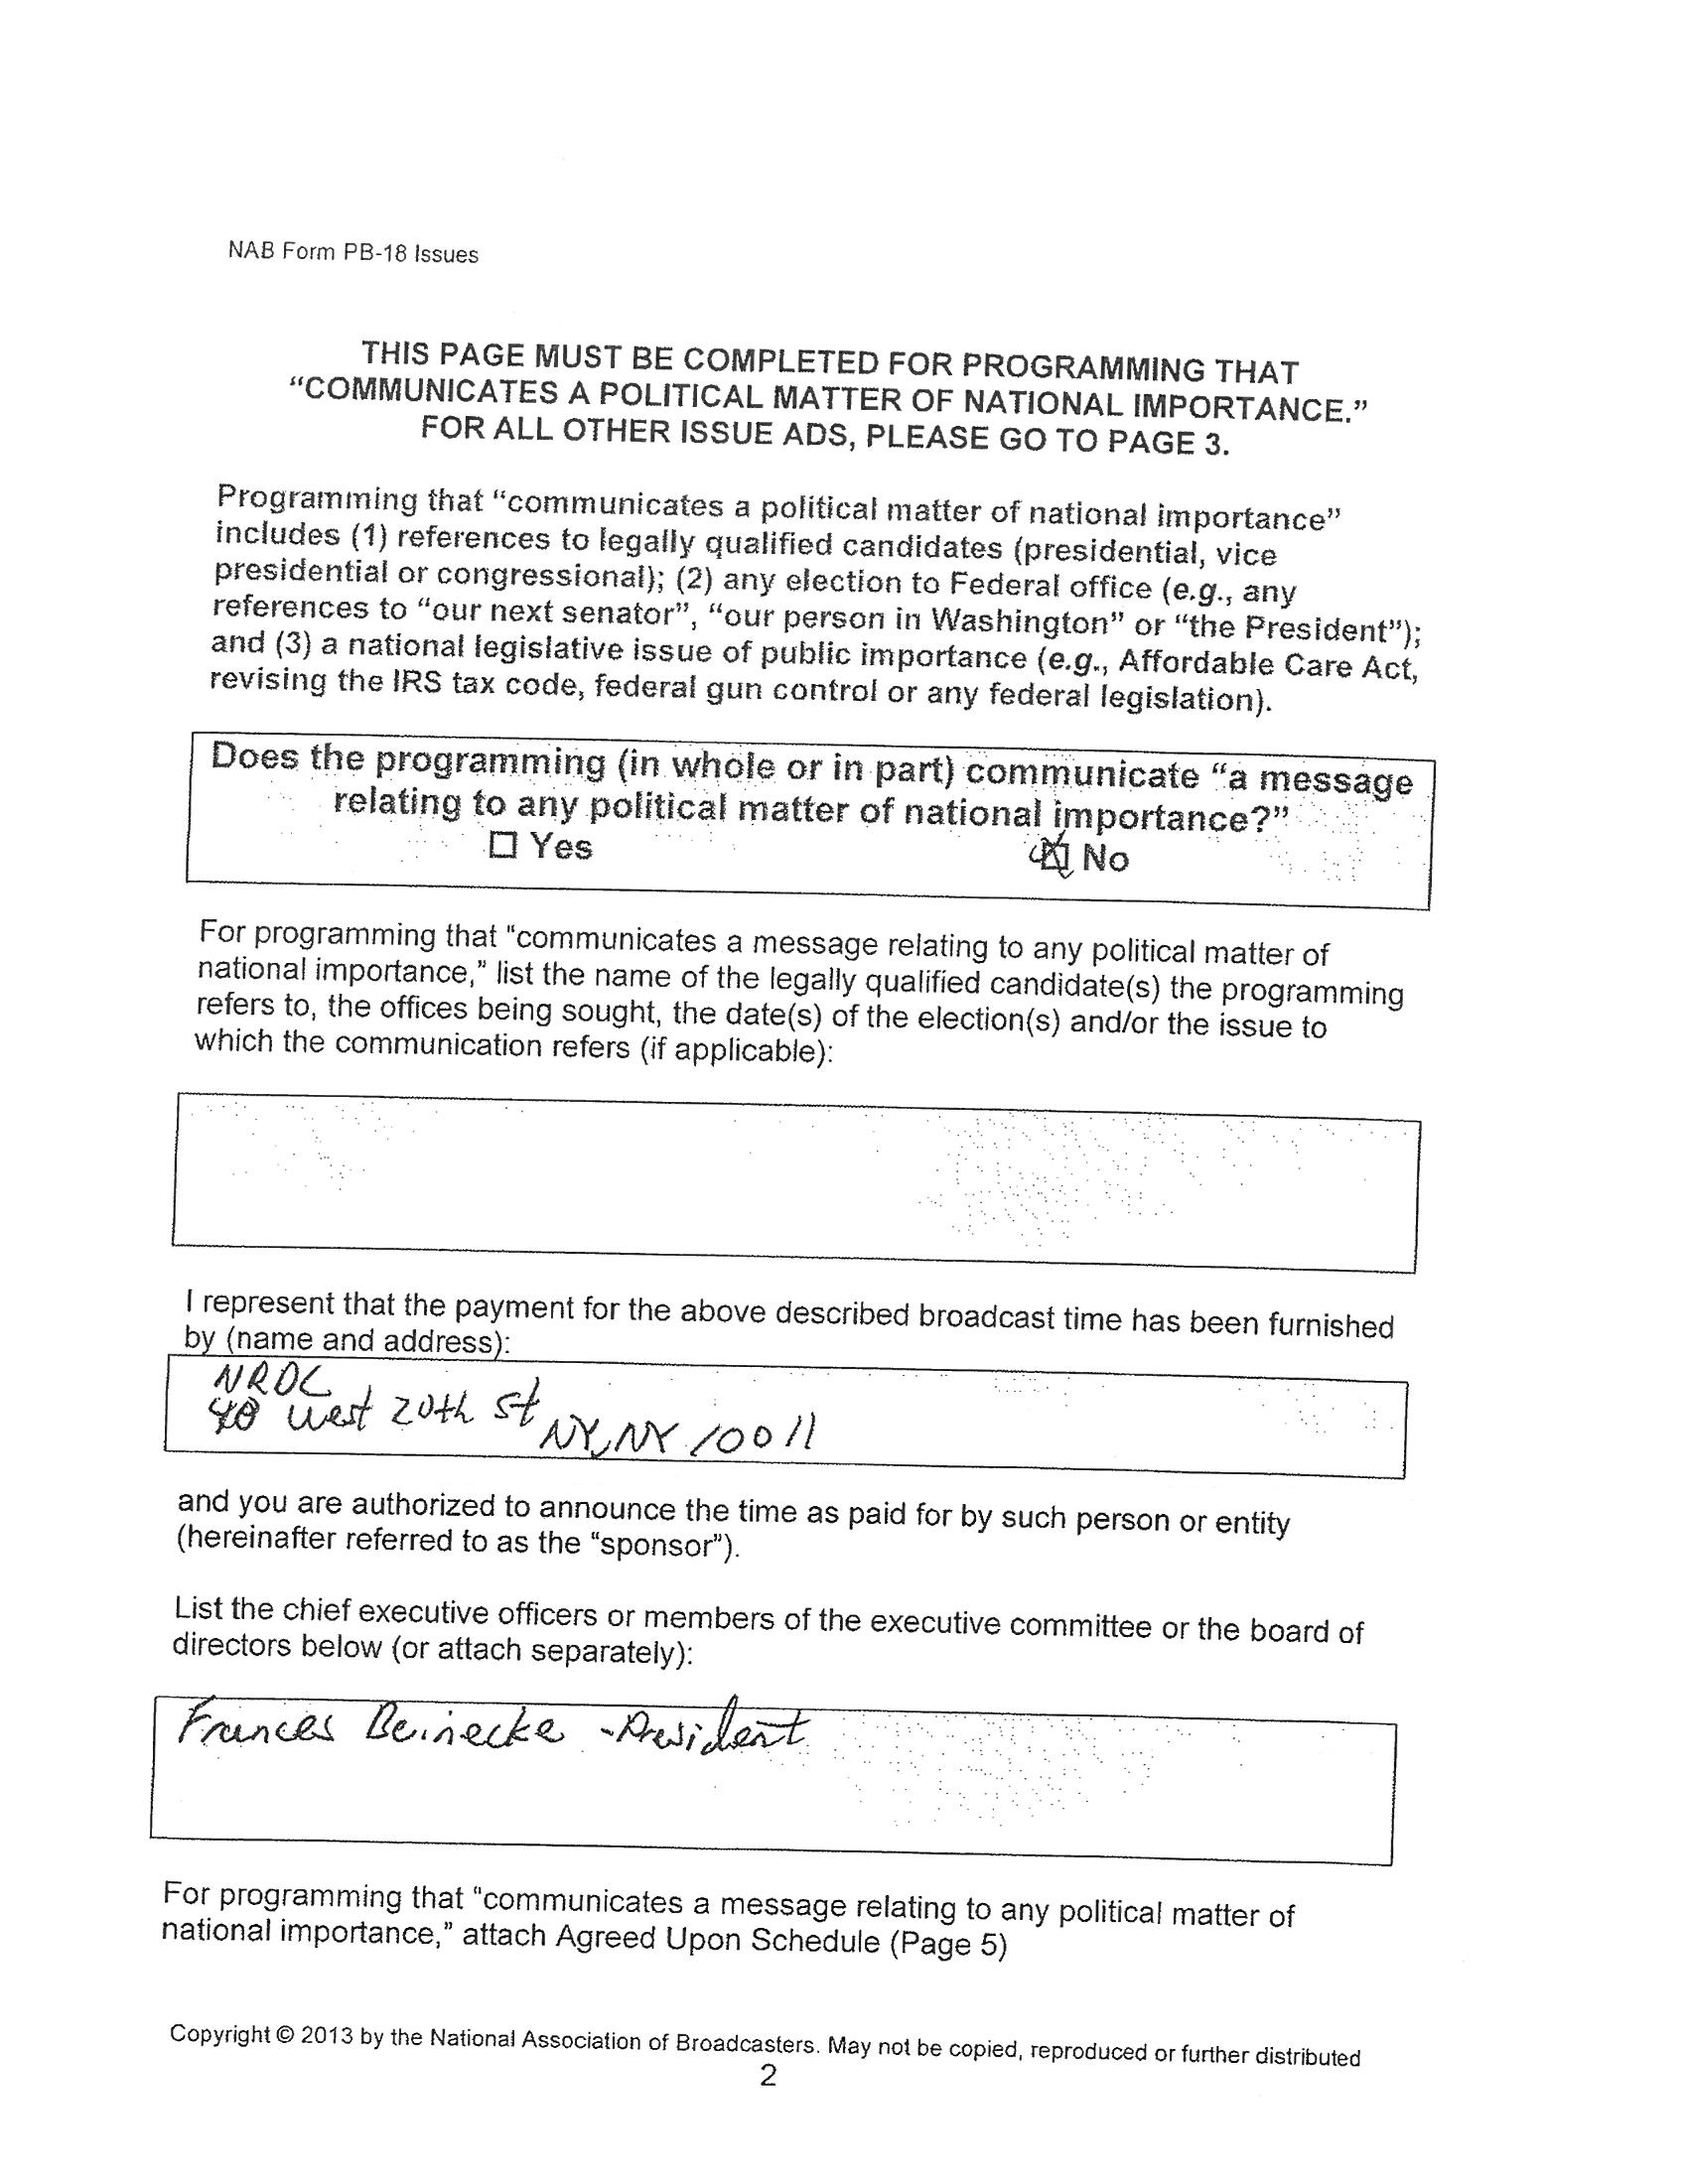 NAB Form PB-18 Issues
THIS PAGE MUST BE COMPLETED FOR PROGRAMMING THAT
“COMMUNICATES A POLITICAL MATTER OF NATIONAL IMPORTANCE.”
FOR ALL OTHER ISSUE ADS, PLEASE GO TO PAGE 3.
Programming that “communicates a political matter of national importance”
includes (1) references to legally qualified candidates (presidential, vice
presidential or congressional); (2) any election to Federal office (e.g., any
references to “our next senator”, “our person in Washington” or “the President”);
and (3) a national legislative issue of public importance (e.g., Affordable Care Act,
revising the IRS tax code, federal gun control or any federal legislation).
Does the programming (in whole or in part) communicate “a message
relating to any political matter of national importance?”
☐ Yes ☒ No
For programming that “communicates a message relating to any political matter of
national importance,” list the name of the legally qualified candidate(s) the programming
refers to, the offices being sought, the date(s) of the election(s) and/or the issue to
which the communication refers (if applicable):
I represent that the payment for the above described broadcast time has been furnished
by (name and address):
NRDC
40 West 20th St NY, NY 10011
and you are authorized to announce the time as paid for by such person or entity
(hereinafter referred to as the “sponsor”).
List the chief executive officers or members of the executive committee or the board of
directors below (or attach separately):
Frances Beinecke - President
For programming that “communicates a message relating to any political matter of
national importance,” attach Agreed Upon Schedule (Page 5)
Copyright © 2013 by the National Association of Broadcasters. May not be copied, reproduced or further distributed
2